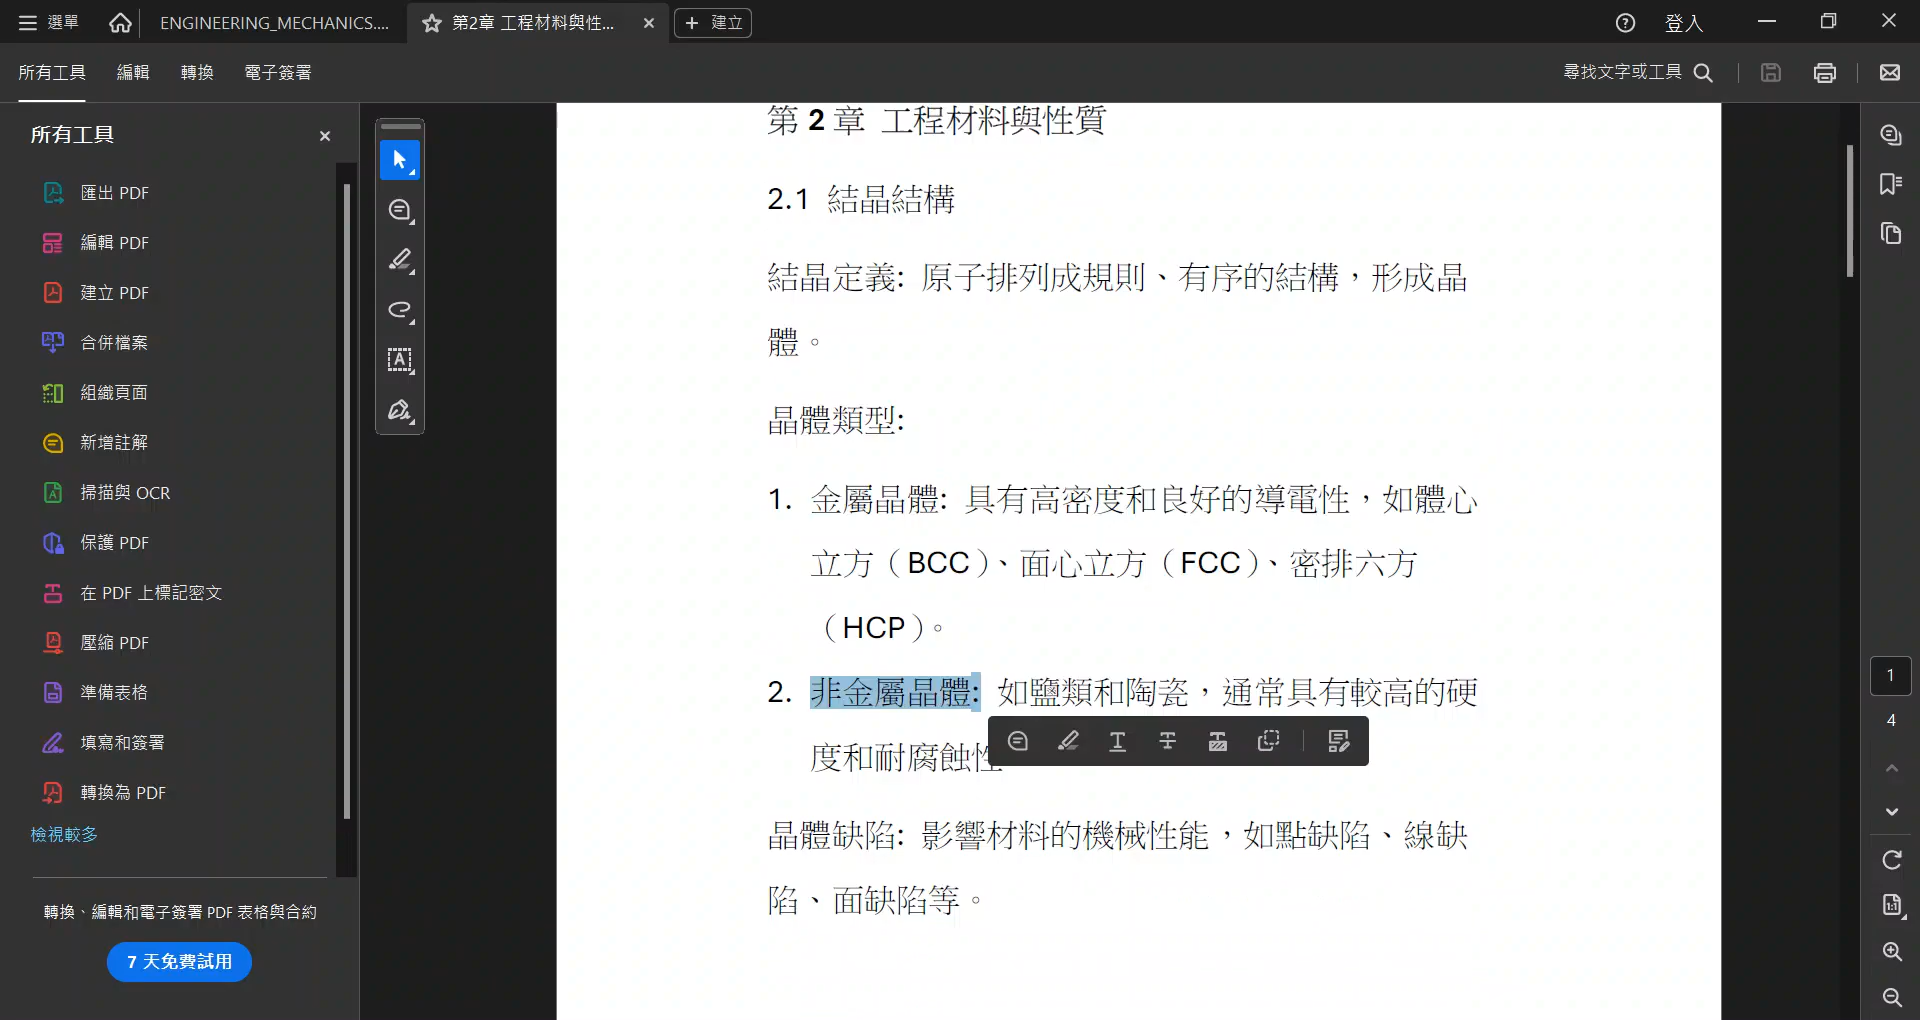 選單
ENGINEERING_MECHANICS....
第2章 工程材料與性...
建立
登入
所有工具
編輯
轉換
電子簽署
尋找文字或工具
所有工具
匯出 PDF
編輯 PDF
建立 PDF
合併檔案
組織頁面
新增註解
掃描與 OCR
保護 PDF
在 PDF 上標記密文
壓縮 PDF
準備表格
填寫和簽署
轉換為 PDF
檢視較多
轉換、編輯和電子簽署 PDF 表格與合約
7 天免費試用
第 2 章 工程材料與性質
2.1 結晶結構
結晶定義: 原子排列成規則、有序的結構，形成晶
體。
晶體類型:
1. 金屬晶體: 具有高密度和良好的導電性，如體心
立方（BCC）、面心立方（FCC）、密排六方
（HCP）。
2. 非金屬晶體: 如鹽類和陶瓷，通常具有較高的硬
度和耐腐蝕性
晶體缺陷: 影響材料的機械性能，如點缺陷、線缺
陷、面缺陷等。
1
4